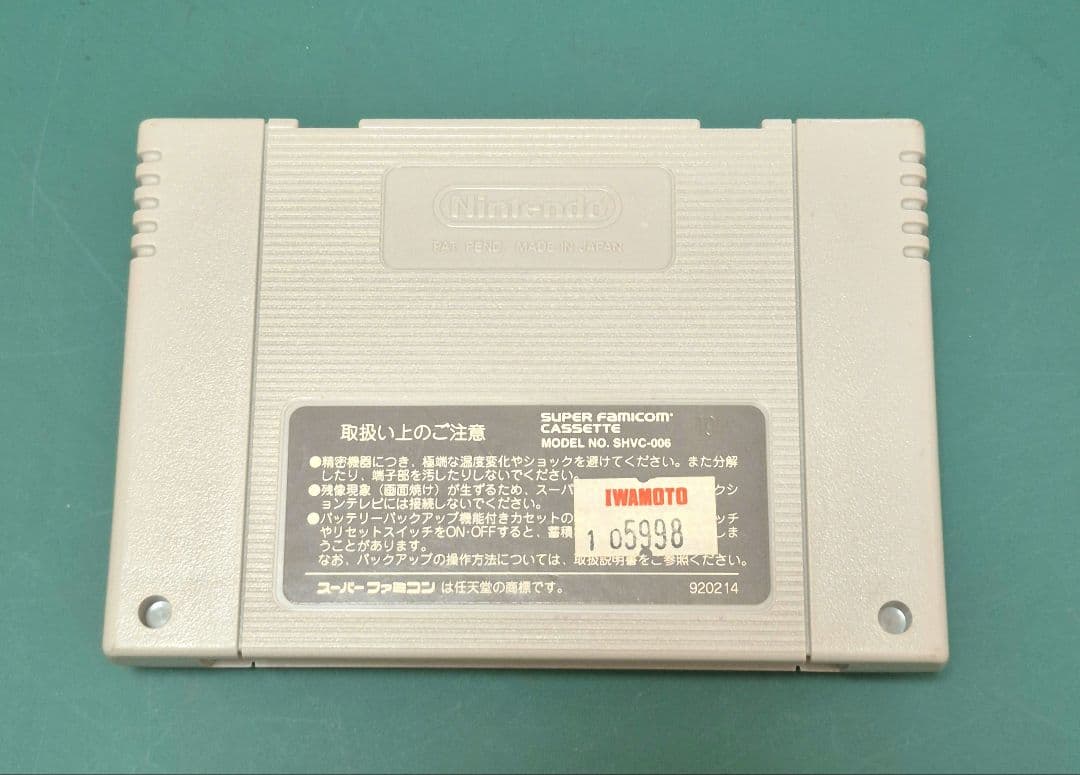 Nintendo
PAT. PEND. MADE IN JAPAN
取扱い上のご注意
SUPER FAMICOM
CASSETTE
MODEL NO. SHVC-006
10
●精密機器につき、極端な温度変化やショックを避けてください。また分解
したり、端子部を汚したりしないでください。
●残像現象（画面焼け）が生ずるため、スーパ クシ
ョンテレビには接続しないでください。
●バッテリーバックアップ機能付きカセットの ッチ
やリセットスイッチをON・OFFすると、蓄積 しま
うことがあります。
なお、バックアップの操作方法については、取扱説明書をご参照ください。
IWAMOTO
1 05998
スーパーファミコン は任天堂の商標です。
920214